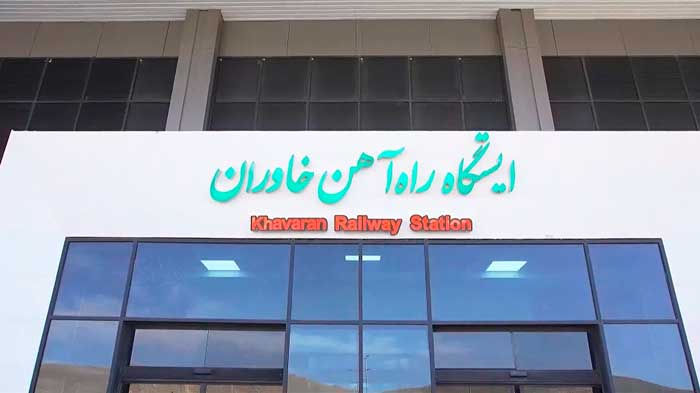 ایستگاه راه آهن خاوران
Khavaran Railway Station